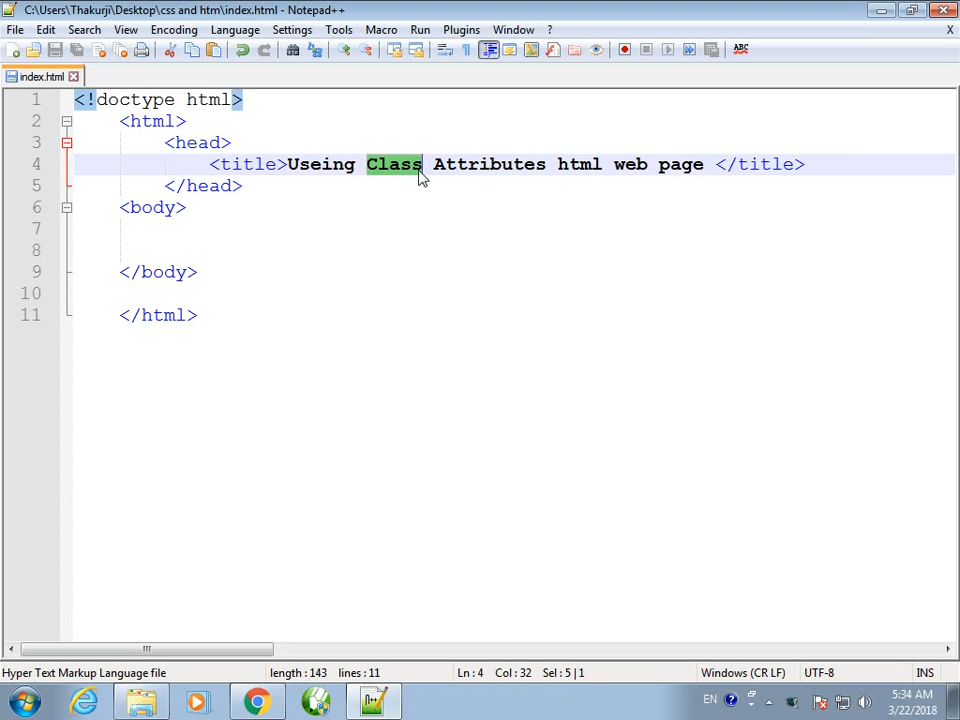 C:\Users\Thakurji\Desktop\css and htm\index.html - Notepad++
File Edit Search View Encoding Language Settings Tools Macro Run Plugins Window ? X
ABC
index.html
1 <!doctype html>
2 <html>
3 <head>
4 <title>Useing Class Attributes html web page </title>
5 </head>
6 <body>
7
8
9 </body>
10
11 </html>
Hyper Text Markup Language file length : 143 lines : 11 Ln : 4 Col : 32 Sel : 5 | 1 Windows (CR LF) UTF-8 INS
EN 5:34 AM
3/22/2018